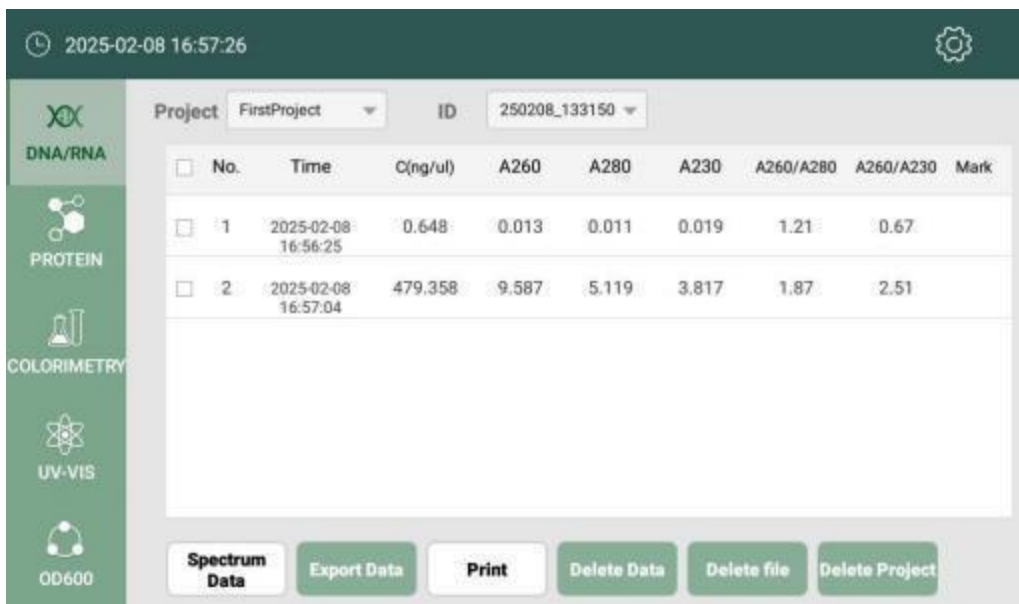 2025-02-08 16:57:26
DNA/RNA
PROTEIN
COLORIMETRY
UV-VIS
OD600
Project FirstProject ID 250208_133150
No. Time C(ng/ul) A260 A280 A230 A260/A280 A260/A230 Mark
1 2025-02-08 16:56:25 0.648 0.013 0.011 0.019 1.21 0.67
2 2025-02-08 16:57:04 479.358 9.587 5.119 3.817 1.87 2.51
Spectrum Data Export Data Print Delete Data Delete file Delete Project